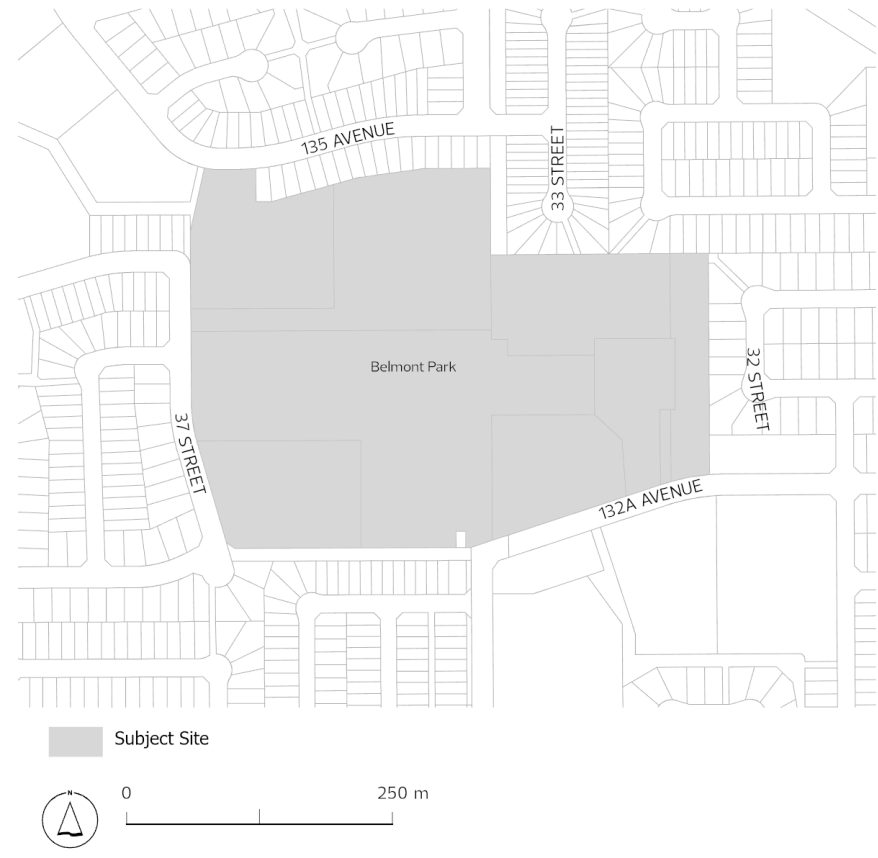 135 AVENUE
33 STREET
Belmont Park
32 STREET
37 STREET
132A AVENUE
Subject Site
N
0 250 m